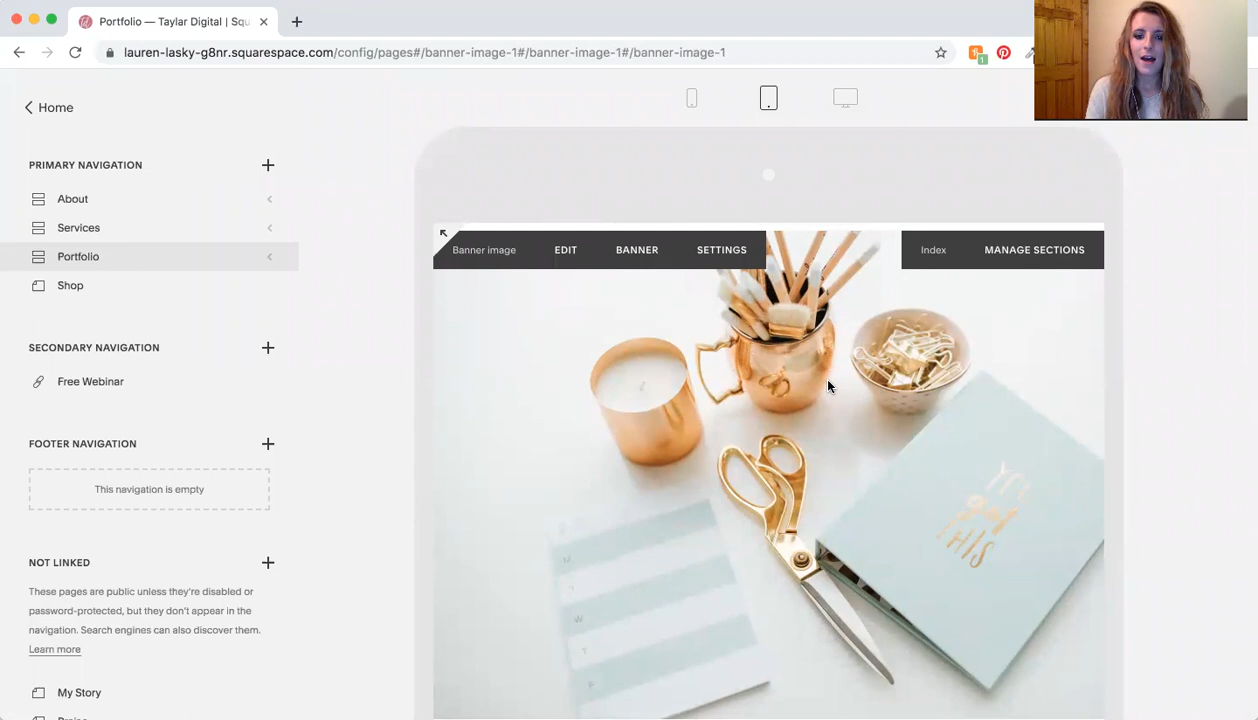 Portfolio — Taylar Digital | Squ
lauren-lasky-g8nr.squarespace.com/config/pages#/banner-image-1#/banner-image-1#/banner-image-1
1
Home
PRIMARY NAVIGATION
About
Services
Portfolio
Shop
SECONDARY NAVIGATION
Free Webinar
FOOTER NAVIGATION
This navigation is empty
NOT LINKED
These pages are public unless they're disabled or
password-protected, but they don't appear in the
navigation. Search engines can also discover them.
Learn more
My Story
Banner image EDIT BANNER SETTINGS
Index MANAGE SECTIONS
M
T
W
T
F
HIS